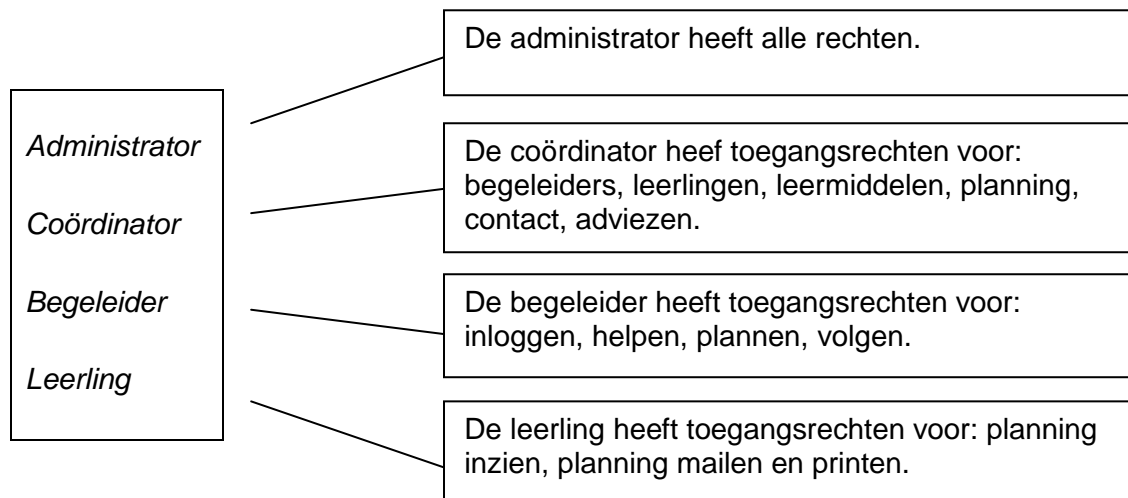 De administrator heeft alle rechten.
Administrator
De coördinator heef toegangsrechten voor:
begeleiders, leerlingen, leermiddelen, planning,
contact, adviezen.
Coördinator
Begeleider
De begeleider heeft toegangsrechten voor:
inloggen, helpen, plannen, volgen.
Leerling
De leerling heeft toegangsrechten voor: planning
inzien, planning mailen en printen.